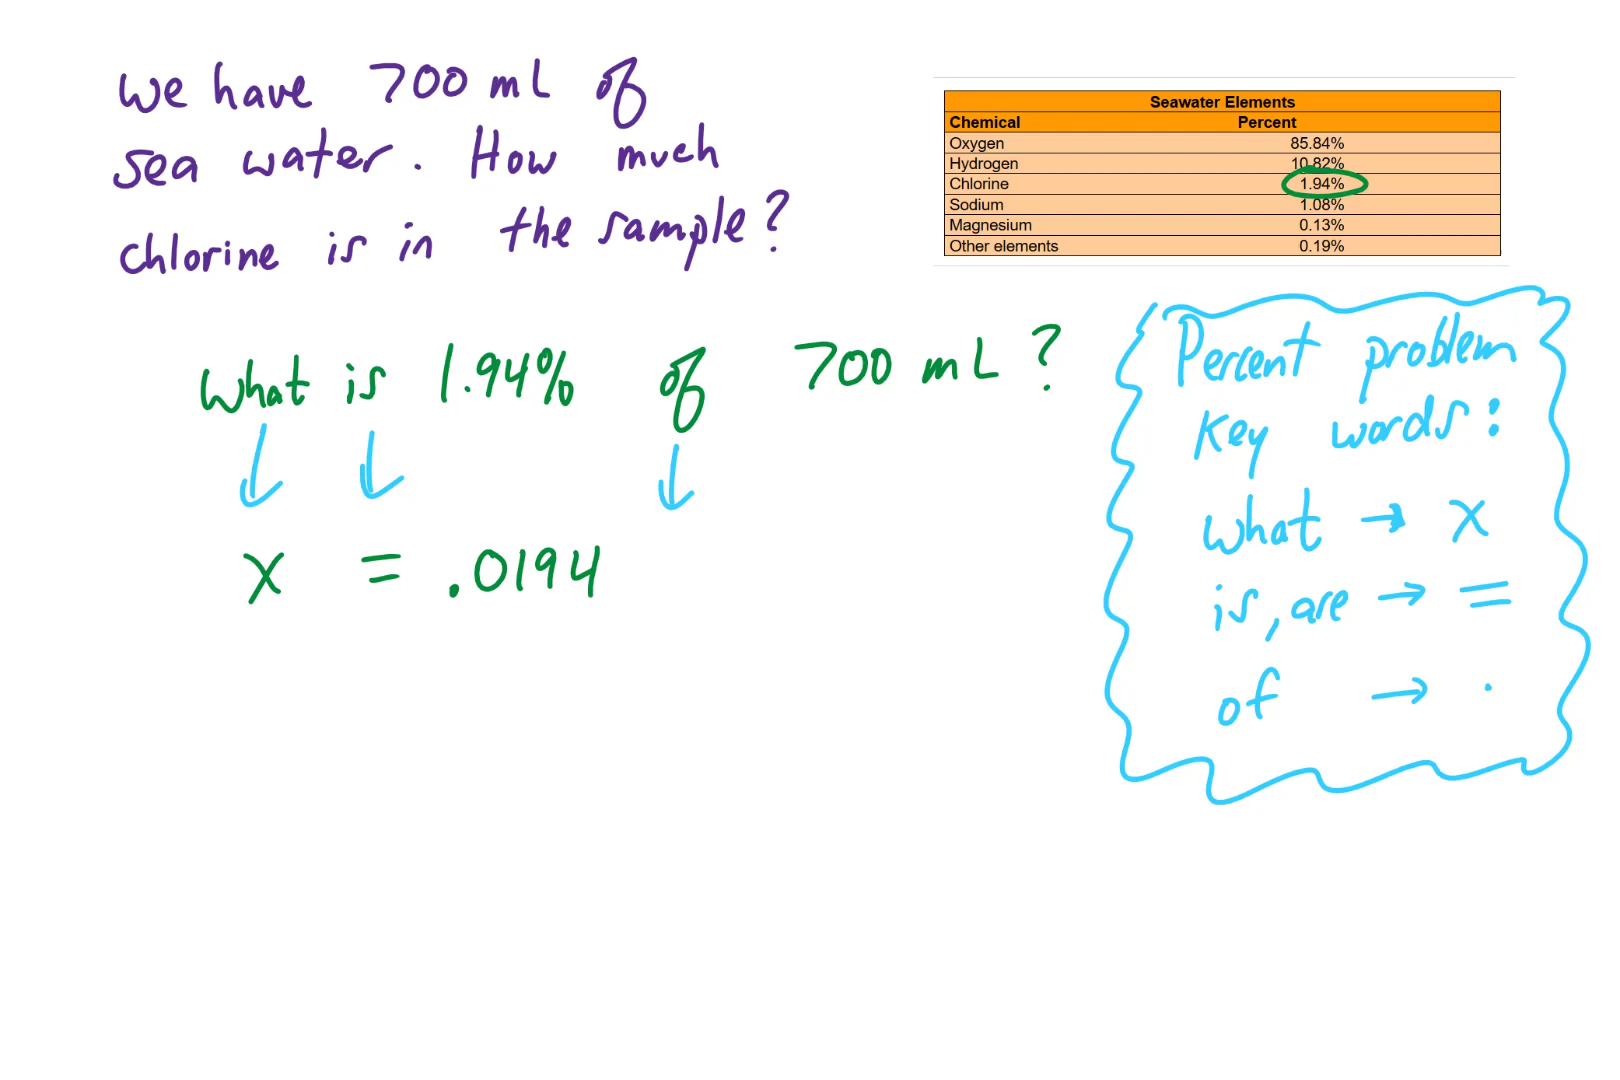 We have 700 mL of
sea water. How much
chlorine is in the sample?
Seawater Elements
Chemical Percent
Oxygen 85.84%
Hydrogen 10.82%
Chlorine 1.94%
Sodium 1.08%
Magnesium 0.13%
Other elements 0.19%
What is 1.94% of 700 mL?
x = .0194
Percent problem
key words:
what → x
is, are → =
of → ·